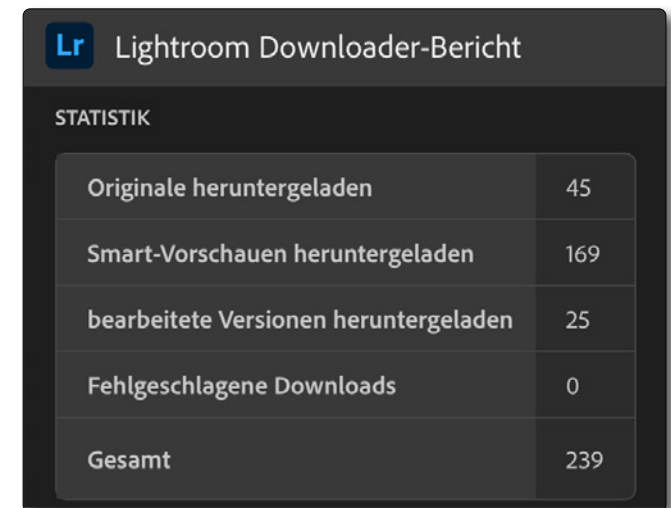 Lr Lightroom Downloader-Bericht
STATISTIK
Originale heruntergeladen 45
Smart-Vorschauen heruntergeladen 169
bearbeitete Versionen heruntergeladen 25
Fehlgeschlagene Downloads 0
Gesamt 239